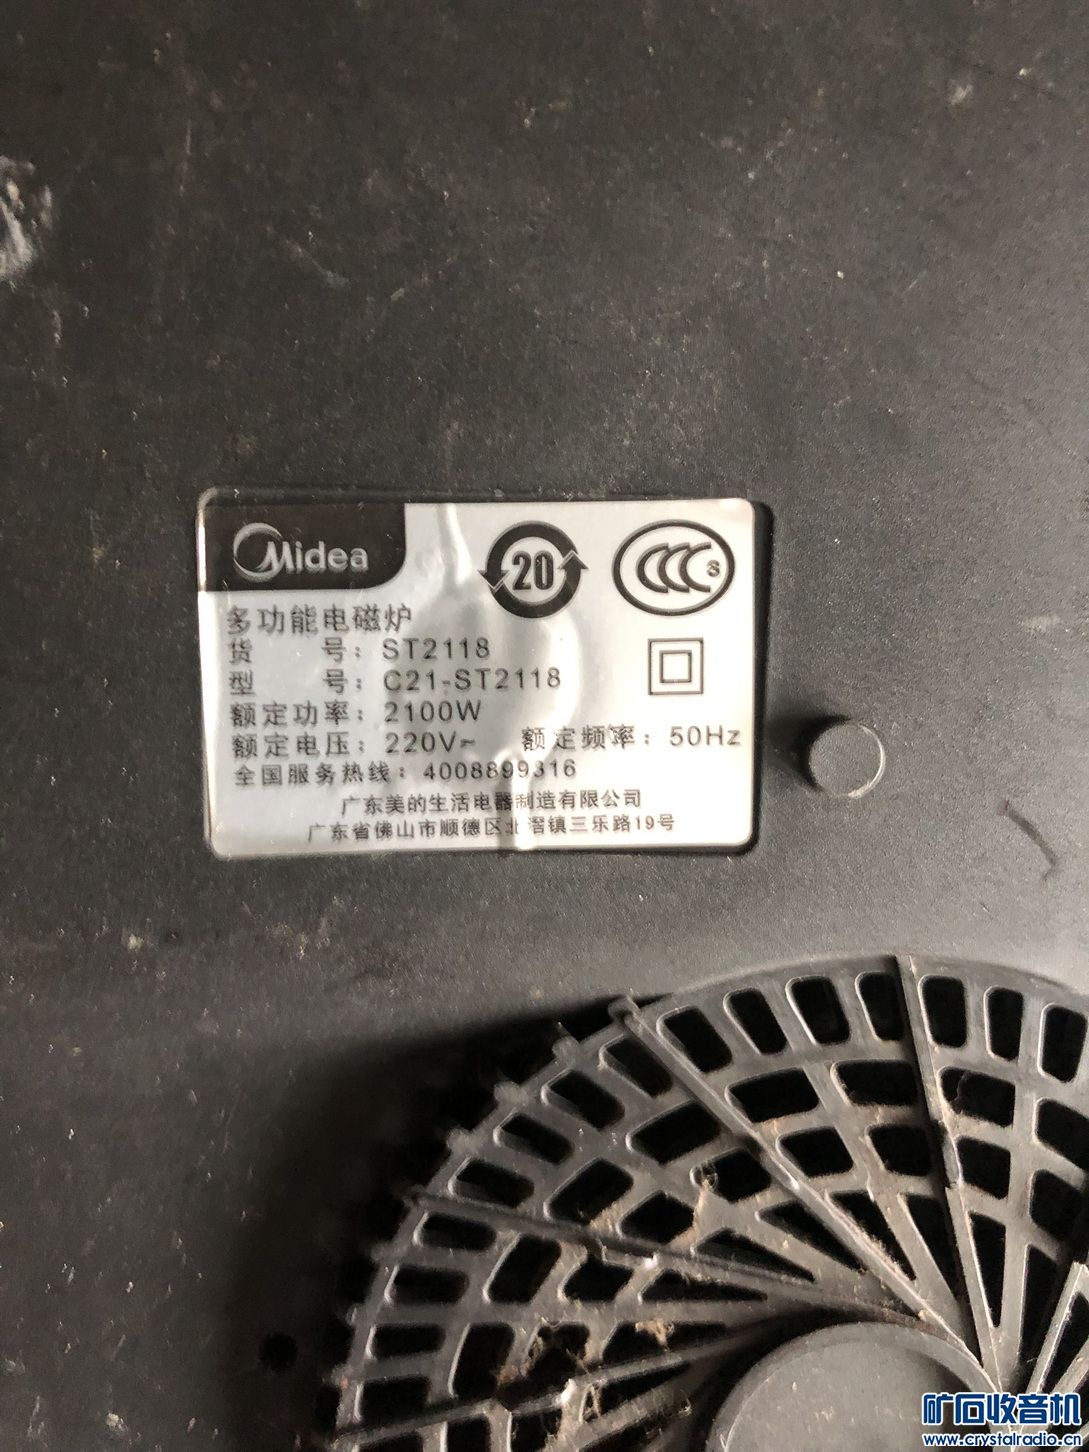 Midea
20
CCC S
多功能电磁炉
货 号：ST2118
型 号：C21-ST2118
额定功率：2100W
额定电压：220V~ 额定频率：50Hz
全国服务热线：4008899316
广东美的生活电器制造有限公司
广东省佛山市顺德区北滘镇三乐路19号
矿石收音机
www.crystalradio.cn